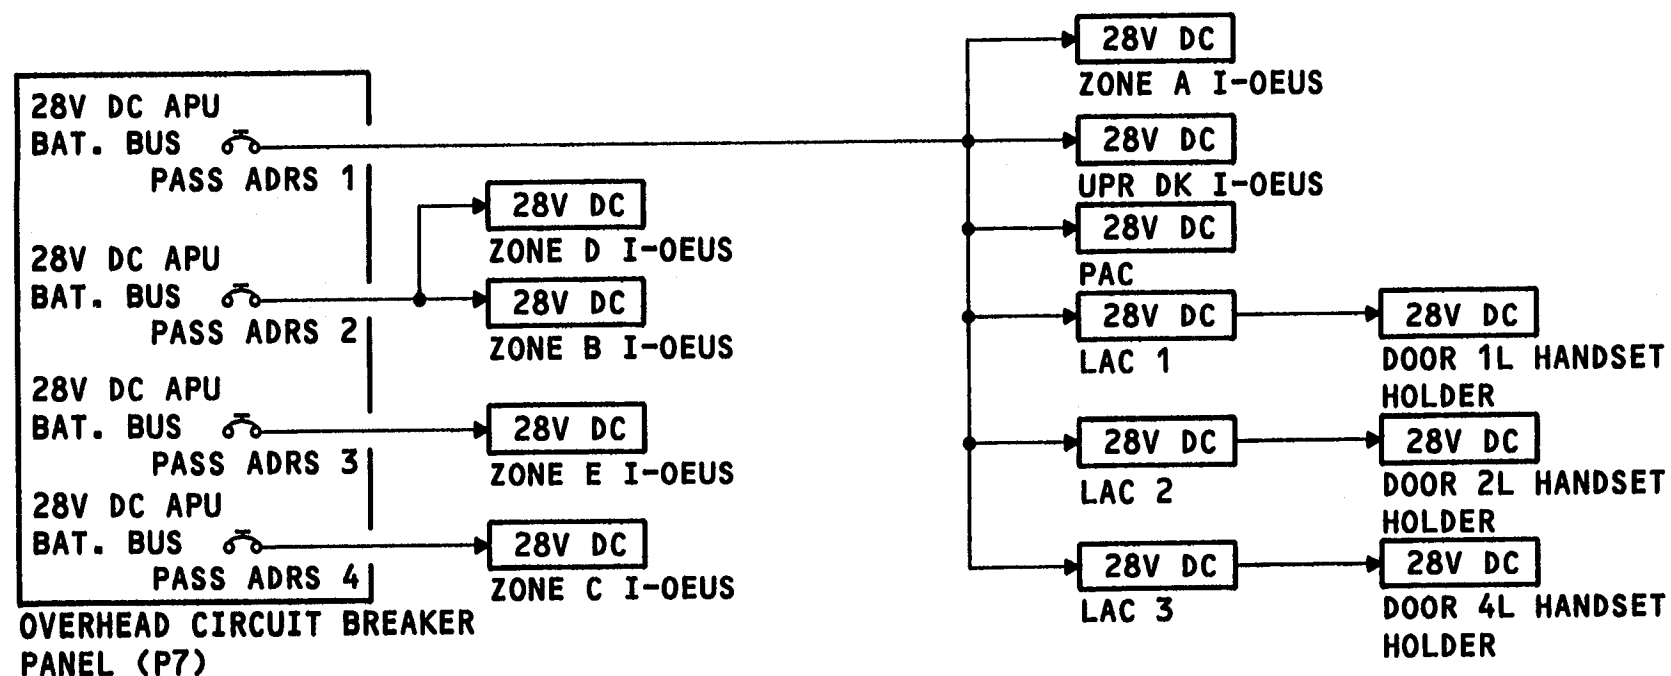 28V DC APU
BAT. BUS
PASS ADRS 1
28V DC APU
BAT. BUS
PASS ADRS 2
28V DC APU
BAT. BUS
PASS ADRS 3
28V DC APU
BAT. BUS
PASS ADRS 4
OVERHEAD CIRCUIT BREAKER
PANEL (P7)
28V DC
ZONE D I-OEUS
28V DC
ZONE B I-OEUS
28V DC
ZONE E I-OEUS
28V DC
ZONE C I-OEUS
28V DC
ZONE A I-OEUS
28V DC
UPR DK I-OEUS
28V DC
PAC
28V DC
LAC 1
28V DC
LAC 2
28V DC
LAC 3
28V DC
DOOR 1L HANDSET
HOLDER
28V DC
DOOR 2L HANDSET
HOLDER
28V DC
DOOR 4L HANDSET
HOLDER